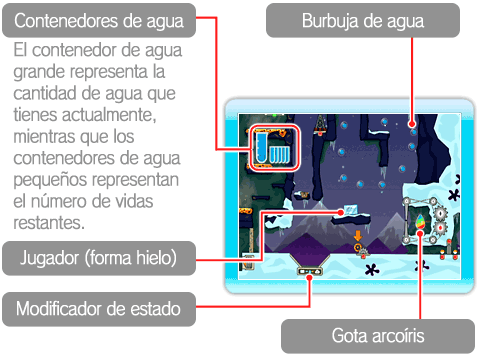 Contenedores de agua
Burbuja de agua
El contenedor de agua
grande representa la
cantidad de agua que
tienes actualmente,
mientras que los
contenedores de agua
pequeños representan
el número de vidas
restantes.
Jugador (forma hielo)
Modificador de estado
Gota arcoíris